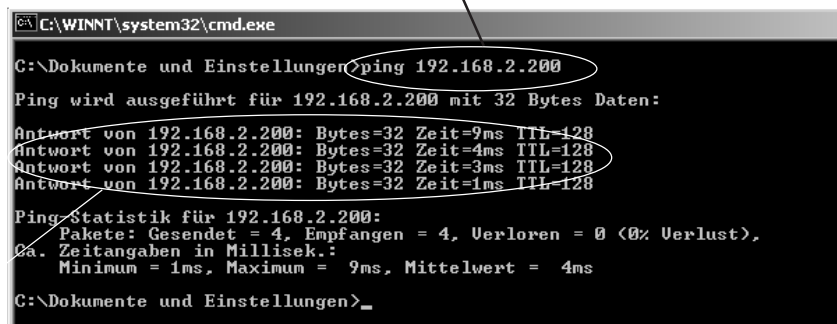 C:\WINNT\system32\cmd.exe
C:\Dokumente und Einstellungen>ping 192.168.2.200
Ping wird ausgeführt für 192.168.2.200 mit 32 Bytes Daten:
Antwort von 192.168.2.200: Bytes=32 Zeit=9ms TTL=128
Antwort von 192.168.2.200: Bytes=32 Zeit=4ms TTL=128
Antwort von 192.168.2.200: Bytes=32 Zeit=3ms TTL=128
Antwort von 192.168.2.200: Bytes=32 Zeit=1ms TTL=128
Ping-Statistik für 192.168.2.200:
Pakete: Gesendet = 4, Empfangen = 4, Verloren = 0 (0% Verlust),
Ca. Zeitangaben in Millisek.:
Minimum = 1ms, Maximum = 9ms, Mittelwert = 4ms
C:\Dokumente und Einstellungen>_